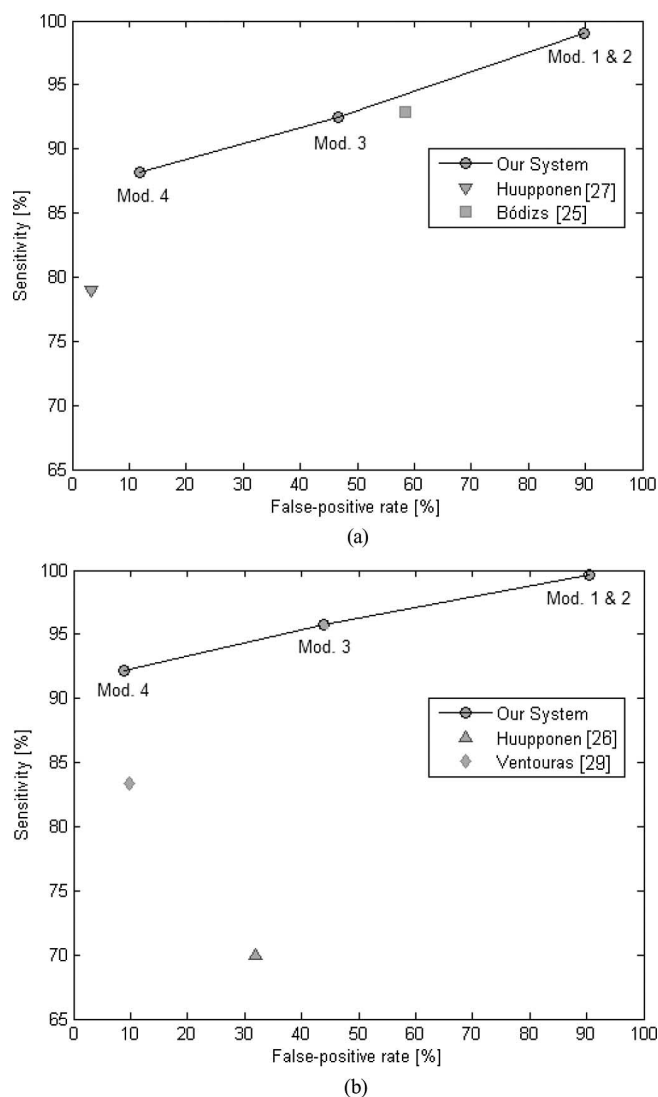 100
95
90
85
80
75
70
65
Sensitivity [%]
Mod. 1 & 2
Mod. 3
Mod. 4
Our System
Huupponen [27]
Bódizs [25]
0 10 20 30 40 50 60 70 80 90 100
False-positive rate [%]
(a)
100
95
90
85
80
75
70
65
Sensitivity [%]
Mod. 1 & 2
Mod. 3
Mod. 4
Our System
Huupponen [26]
Ventouras [29]
0 10 20 30 40 50 60 70 80 90 100
False-positive rate [%]
(b)